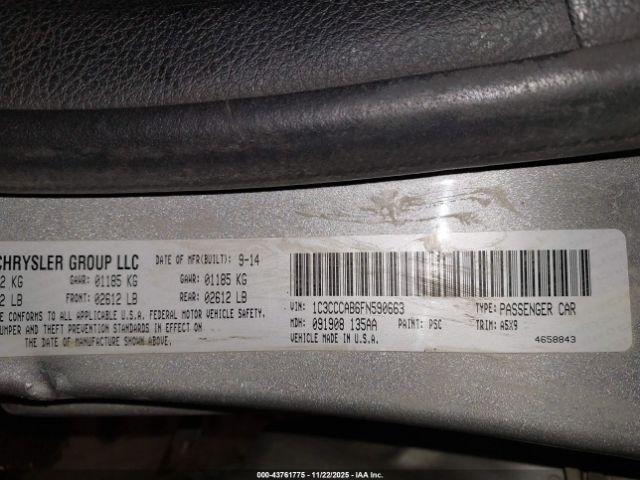 CHRYSLER GROUP LLC DATE OF MFR(BUILT): 9-14
2 KG GAWR: 01185 KG GAWR: 01185 KG
2 LB FRONT: 02612 LB REAR: 02612 LB
E CONFORMS TO ALL APPLICABLE U.S.A. FEDERAL MOTOR VEHICLE SAFETY,
UMPER AND THEFT PREVENTION STANDARDS IN EFFECT
THE DATE OF MANUFACTURE SHOWN ABOVE.
VIN: 1C3CCCAB6FN590663 TYPE: PASSENGER CAR
MDH: 091908 135AA PAINT: PSC TRIM: A5X9
VEHICLE MADE IN U.S.A. 4658843
000-43761775 - 11/22/2025 - IAA Inc.